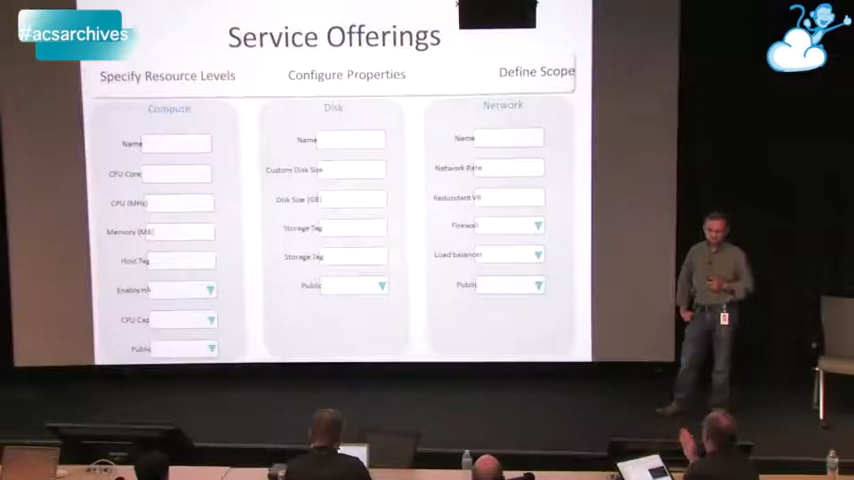 #acsarchives
Service Offerings
Specify Resource Levels
Configure Properties
Define Scope
Compute
Name
CPU Core
CPU (MHz)
Memory (MB)
Host Tag
Enable HA
CPU Cap
Public
Disk
Name
Custom Disk Size
Disk Size (GB)
Storage Tag
Storage Tag
Public
Network
Name
Network Rate
Redundant VR
Firewall
Load balancer
Public